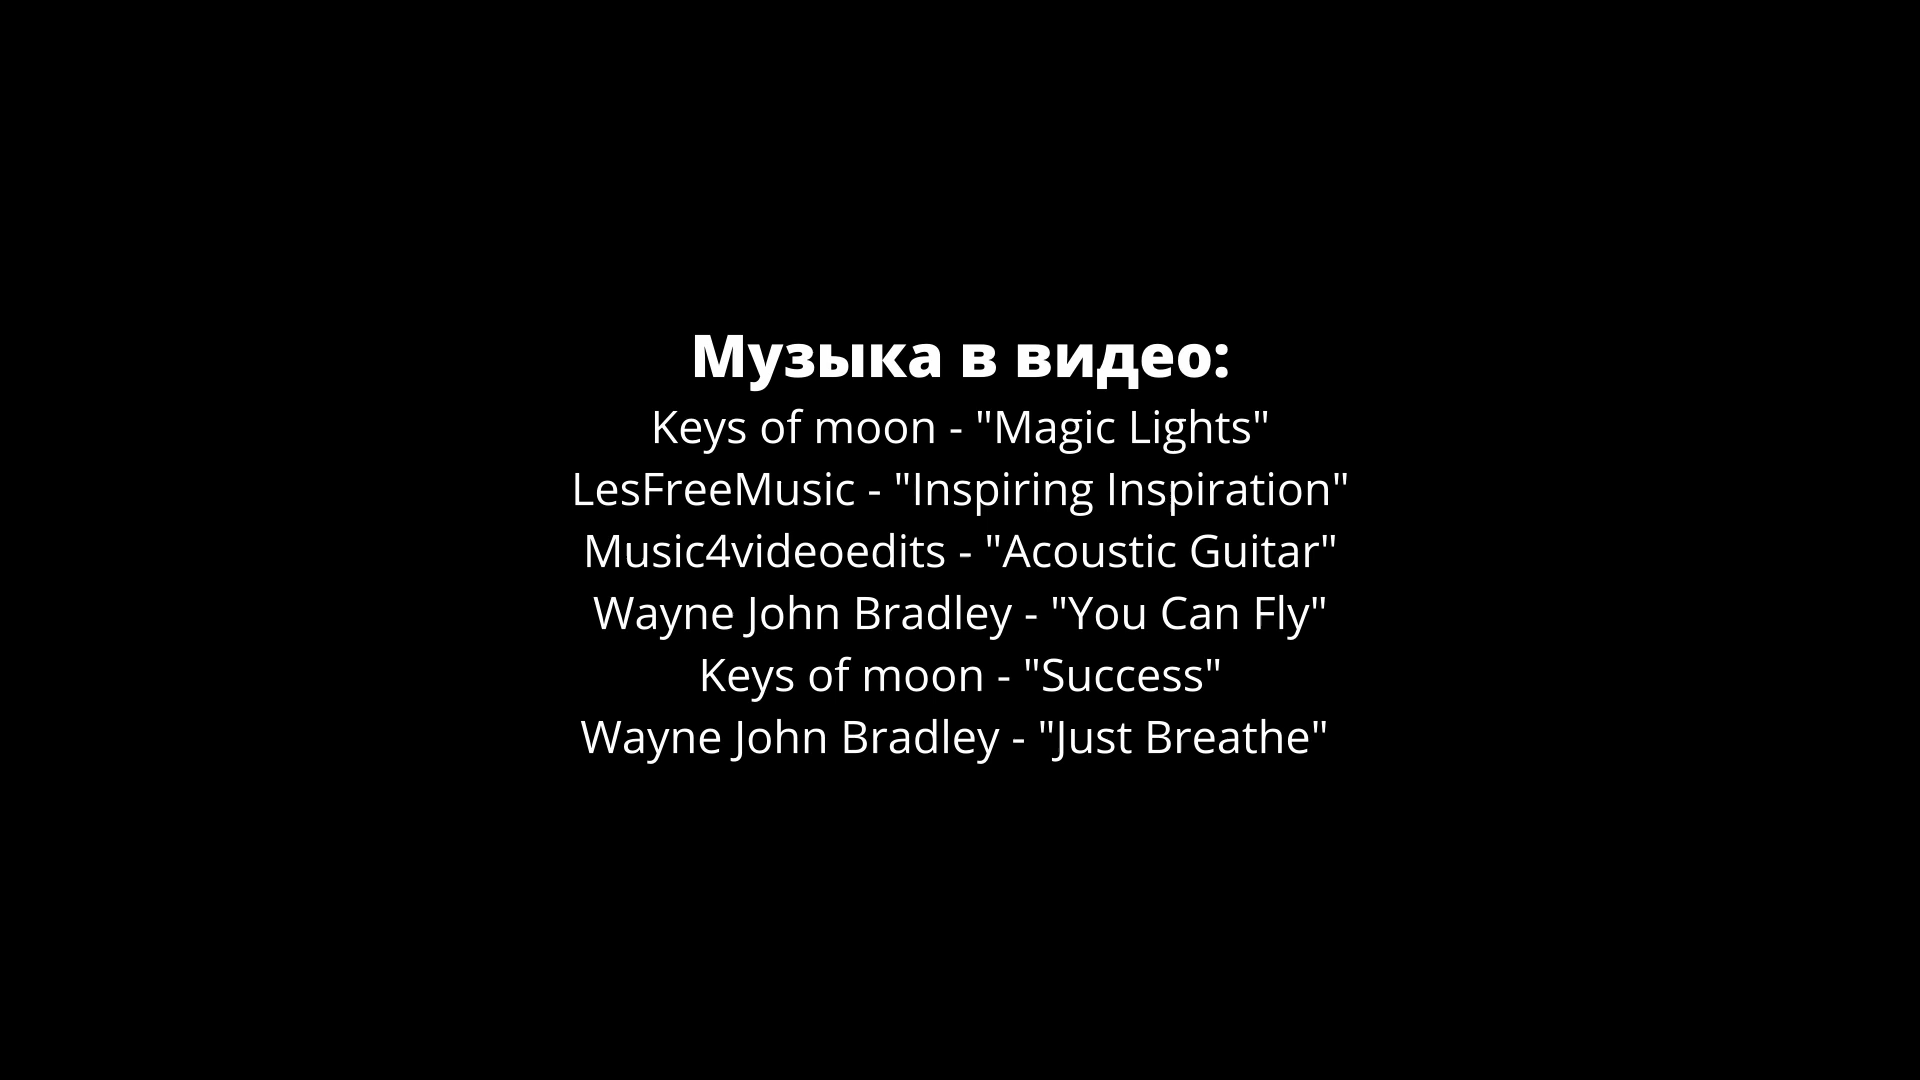 Музыка в видео:
Keys of moon - "Magic Lights"
LesFreeMusic - "Inspiring Inspiration"
Music4videoedits - "Acoustic Guitar"
Wayne John Bradley - "You Can Fly"
Keys of moon - "Success"
Wayne John Bradley - "Just Breathe"